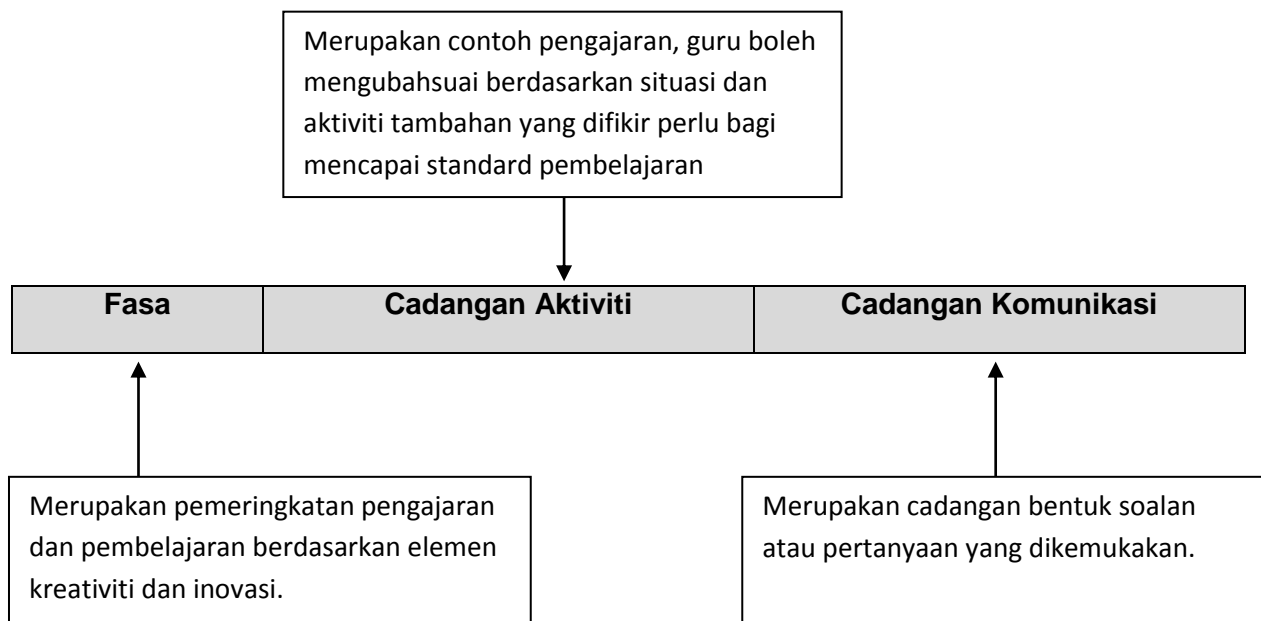 Merupakan contoh pengajaran, guru boleh
mengubahsuai berdasarkan situasi dan
aktiviti tambahan yang difikir perlu bagi
mencapai standard pembelajaran
Fasa
Cadangan Aktiviti
Cadangan Komunikasi
Merupakan pemeringkatan pengajaran
dan pembelajaran berdasarkan elemen
kreativiti dan inovasi.
Merupakan cadangan bentuk soalan
atau pertanyaan yang dikemukakan.